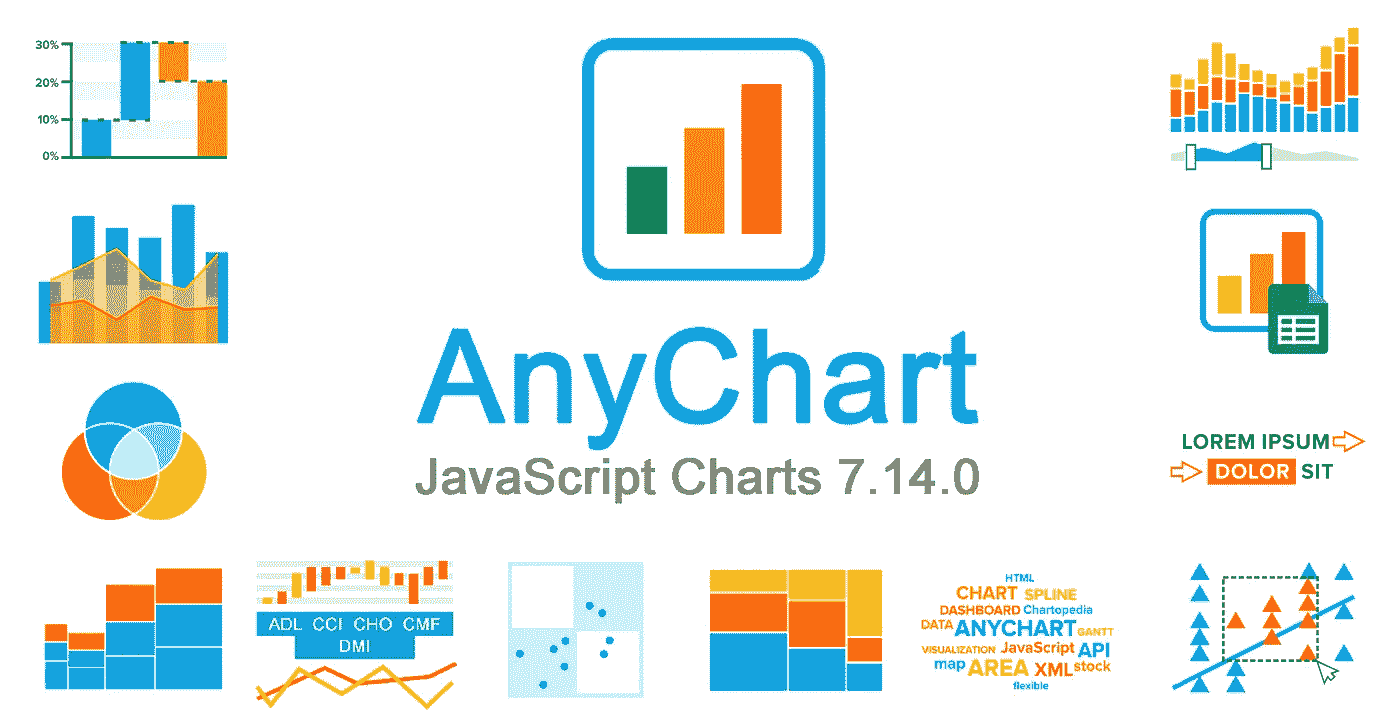 30%
20%
10%
0%
AnyChart
JavaScript Charts 7.14.0
LOREM IPSUM
DOLOR SIT
ADL CCI CHO CMF
DMI
HTML
CHART SPLINE
DASHBOARD Chartopedia
DATA ANYCHART GANTT
VISUALIZATION JavaScript API
map AREA XML stock
flexible